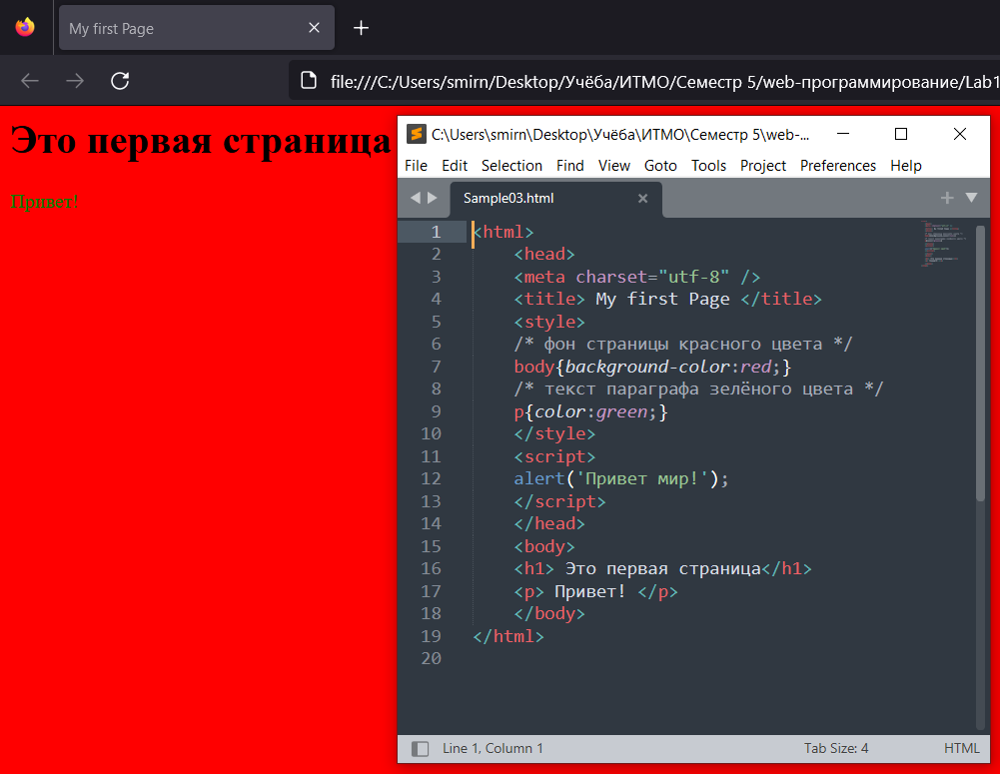 My first Page
file:///C:/Users/smirn/Desktop/Учёба/ИТМО/Семестр 5/web-программирование/Lab1
Это первая страница
Привет!
C:\Users\smirn\Desktop\Учёба\ИТМО\Семестр 5\web-...
File Edit Selection Find View Goto Tools Project Preferences Help
Sample03.html
1 <html>
2 <head>
3 <meta charset="utf-8" />
4 <title> My first Page </title>
5 <style>
6 /* фон страницы красного цвета */
7 body{background-color:red;}
8 /* текст параграфа зелёного цвета */
9 p{color:green;}
10 </style>
11 <script>
12 alert('Привет мир!');
13 </script>
14 </head>
15 <body>
16 <h1> Это первая страница</h1>
17 <p> Привет! </p>
18 </body>
19 </html>
20
Line 1, Column 1 Tab Size: 4 HTML